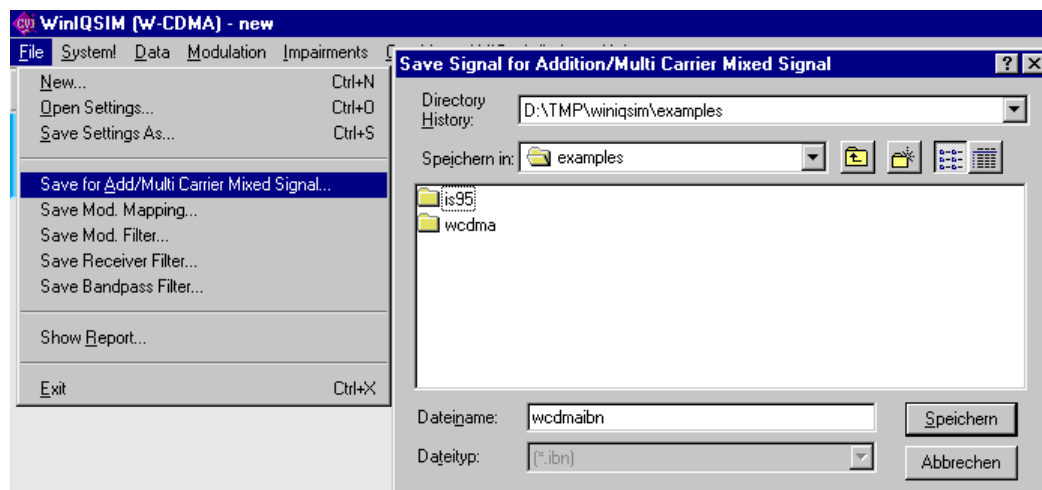 WinIQSIM (W-CDMA) - new
File System! Data Modulation Impairments
New... Ctrl+N
Open Settings... Ctrl+O
Save Settings As... Ctrl+S
Save for Add/Multi Carrier Mixed Signal...
Save Mod. Mapping...
Save Mod. Filter...
Save Receiver Filter...
Save Bandpass Filter...
Show Report...
Exit Ctrl+X
Save Signal for Addition/Multi Carrier Mixed Signal
Directory
History:
D:\TMP\winiqsim\examples
Speichern in: examples
is95
wcdma
Dateiname: wcdmaibn
Speichern
Dateityp: (*.ibn)
Abbrechen